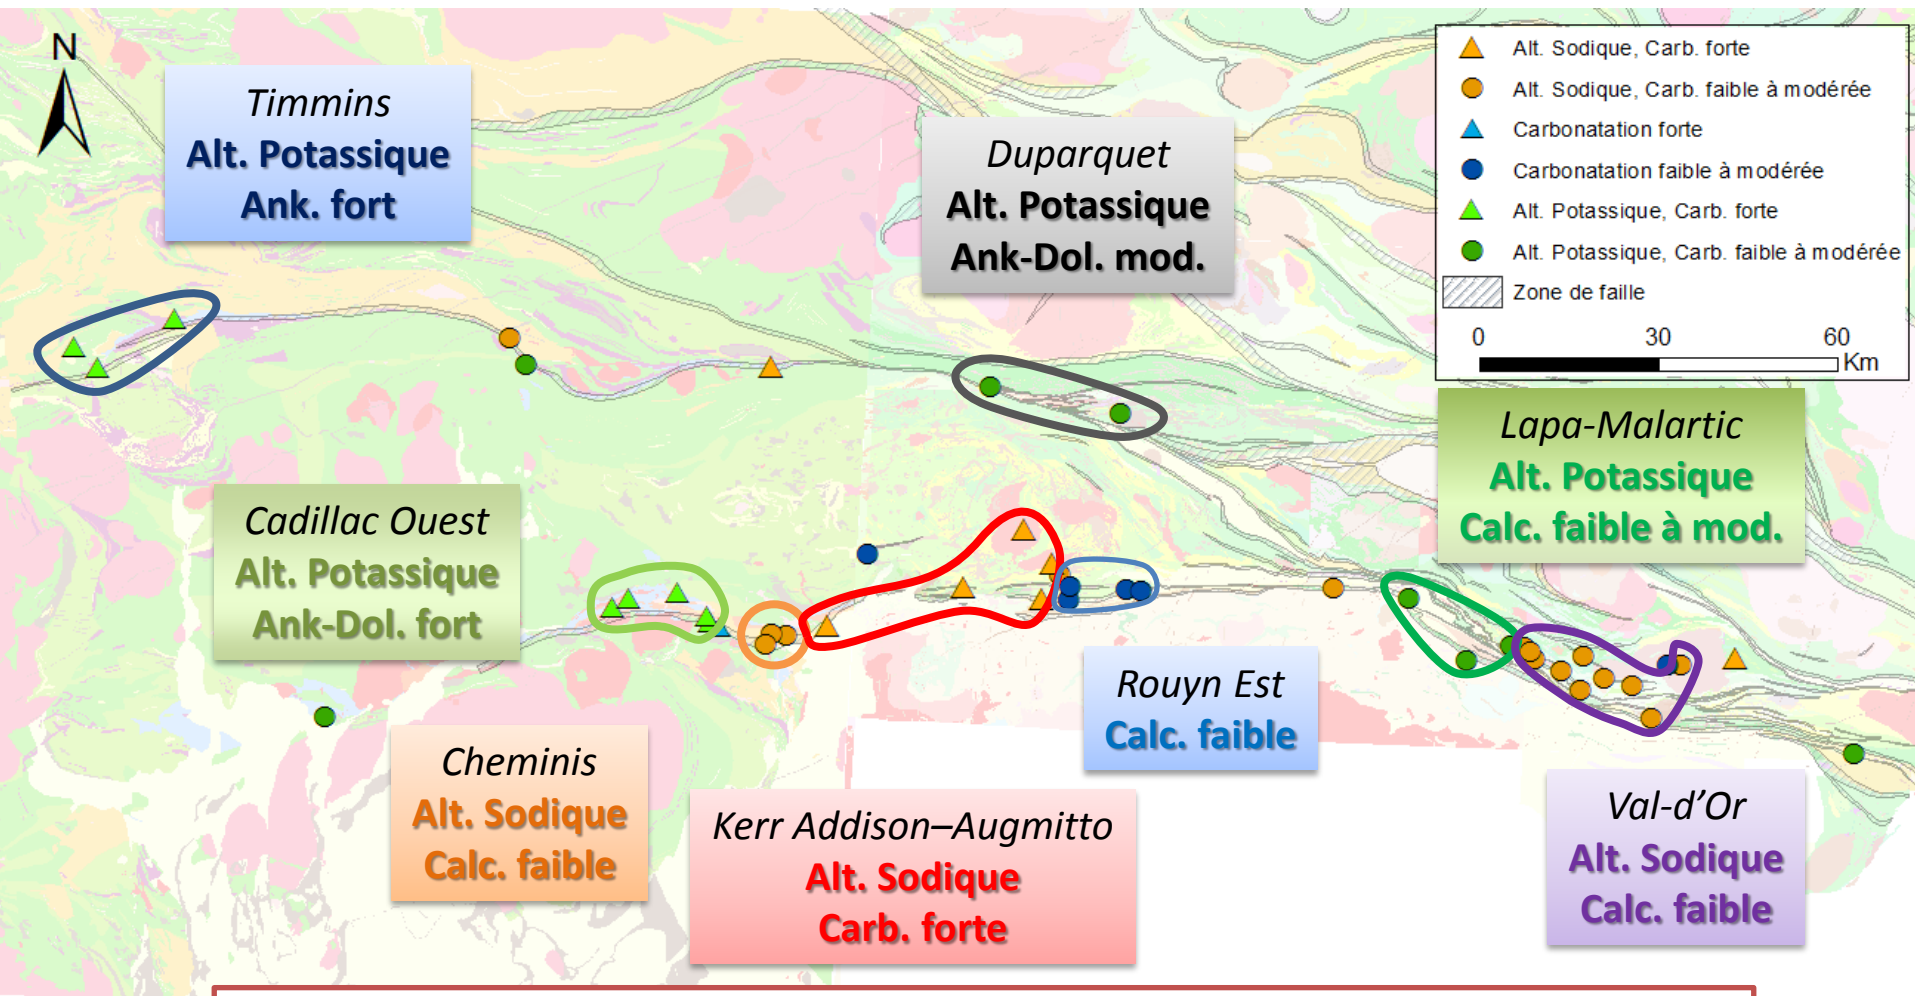 N
Timmins
Alt. Potassique
Ank. fort
Duparquet
Alt. Potassique
Ank-Dol. mod.
Alt. Sodique, Carb. forte
Alt. Sodique, Carb. faible à modérée
Carbonatation forte
Carbonatation faible à modérée
Alt. Potassique, Carb. forte
Alt. Potassique, Carb. faible à modérée
Zone de faille
0 30 60
Km
Lapa-Malartic
Alt. Potassique
Calc. faible à mod.
Cadillac Ouest
Alt. Potassique
Ank-Dol. fort
Rouyn Est
Calc. faible
Cheminis
Alt. Sodique
Calc. faible
Kerr Addison–Augmitto
Alt. Sodique
Carb. forte
Val-d’Or
Alt. Sodique
Calc. faible